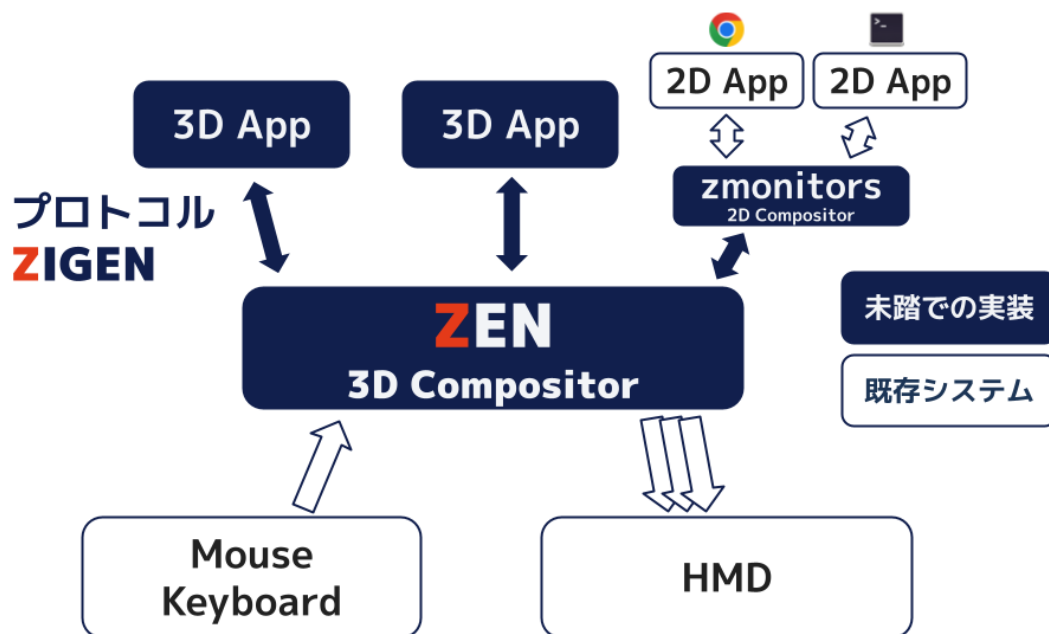 2D App
2D App
3D App
3D App
zmonitors
2D Compositor
プロトコル
ZIGEN
ZEN
3D Compositor
未踏での実装
既存システム
Mouse
Keyboard
HMD